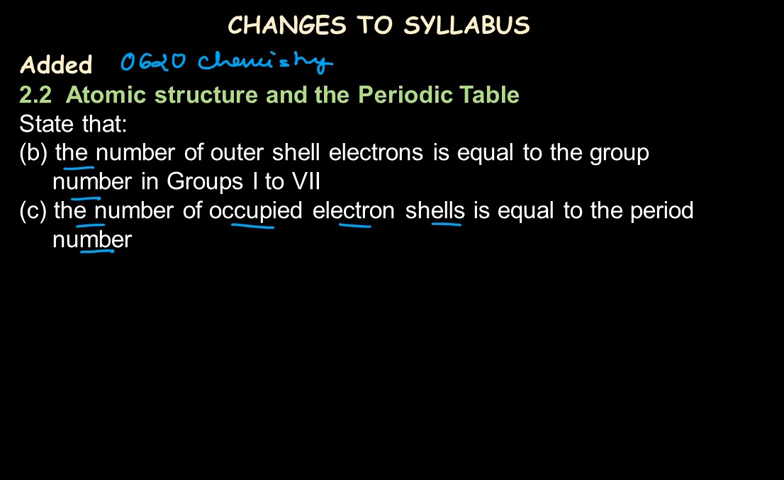 CHANGES TO SYLLABUS
Added 0620 Chemistry
2.2 Atomic structure and the Periodic Table
State that:
(b) the number of outer shell electrons is equal to the group
number in Groups I to VII
(c) the number of occupied electron shells is equal to the period
number